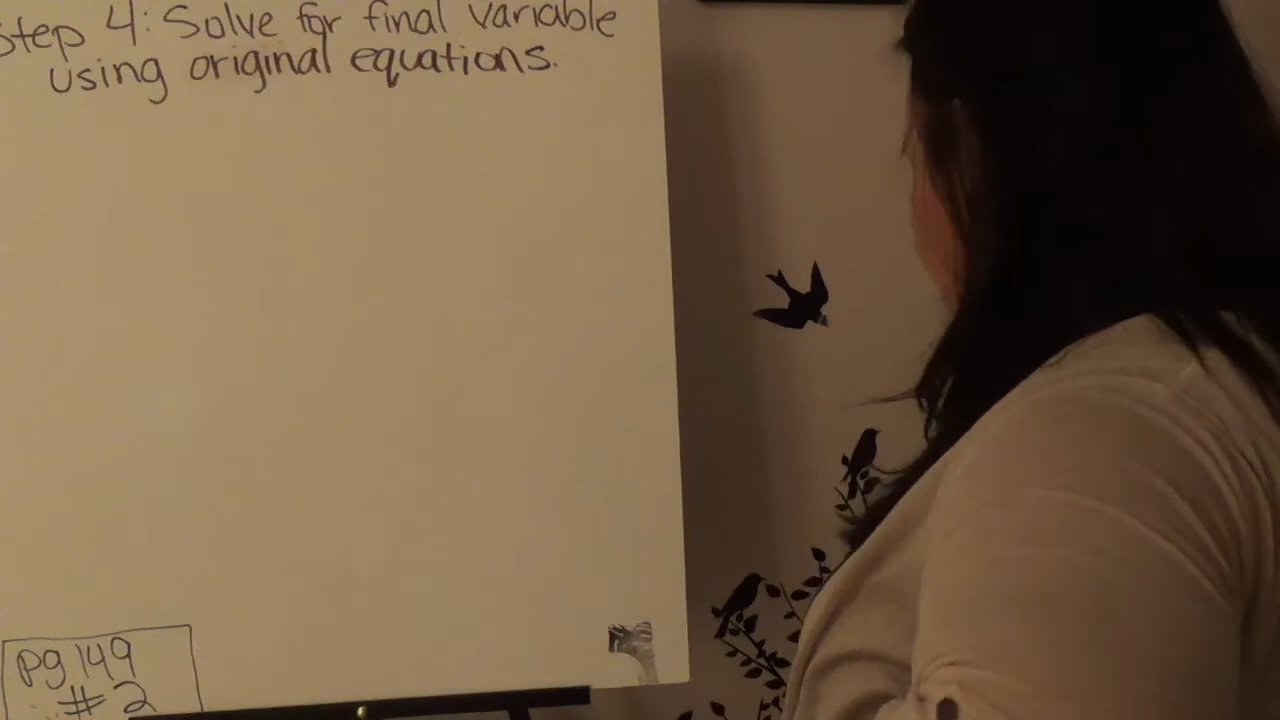 Step 4: Solve for final variable
using original equations.
pg 149
#2